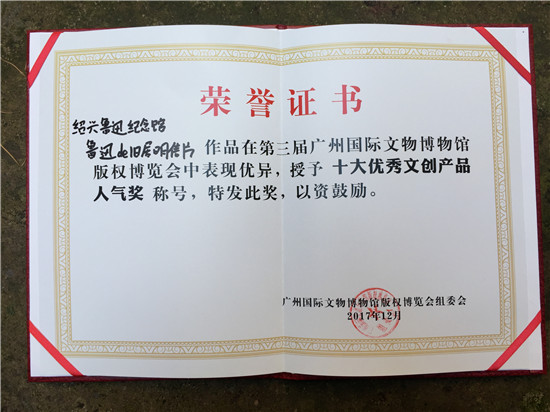 荣誉证书
绍兴鲁迅纪念馆
鲁迅 旧居明信片 作品在第三届广州国际文物博物馆
版权博览会中表现优异，授予 十大优秀文创产品
人气奖 称号，特发此奖，以资鼓励。
广州国际文物博物馆版权博览会组委会
2017年12月